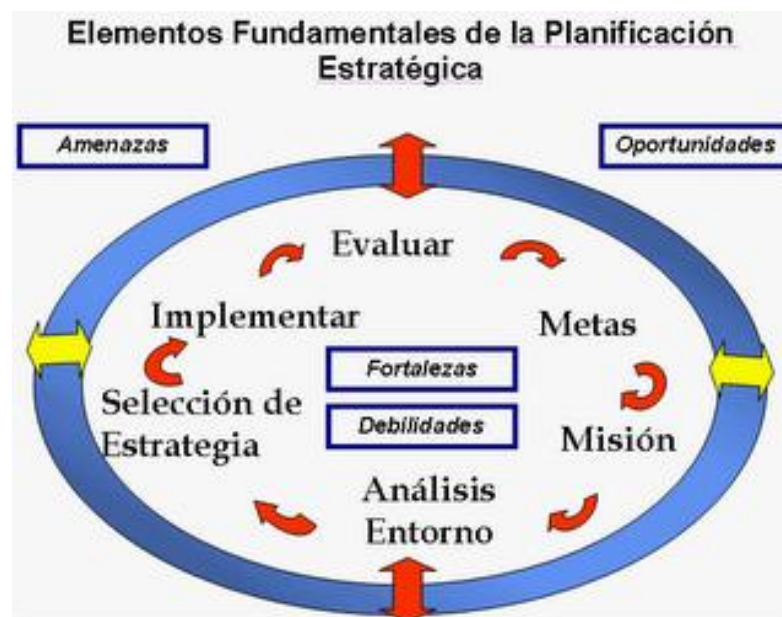 Elementos Fundamentales de la Planificación
Estratégica
Amenazas
Oportunidades
Evaluar
Implementar
Metas
Fortalezas
Selección de
Estrategia
Debilidades
Misión
Análisis
Entorno